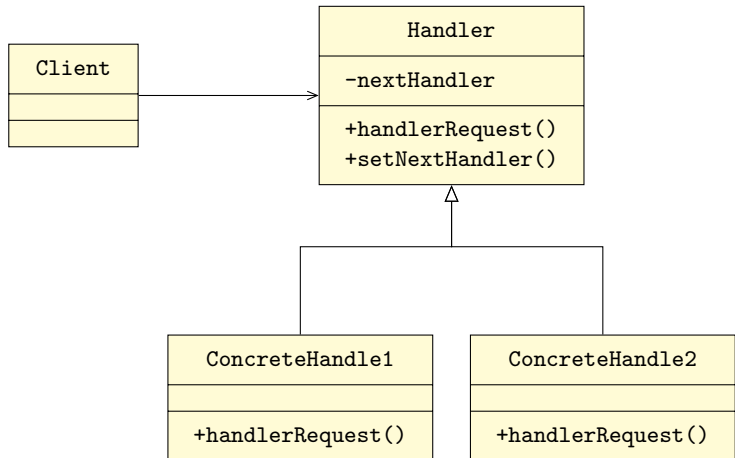 Handler
Client
-nextHandler
+handlerRequest()
+setNextHandler()
ConcreteHandle1
ConcreteHandle2
+handlerRequest()
+handlerRequest()